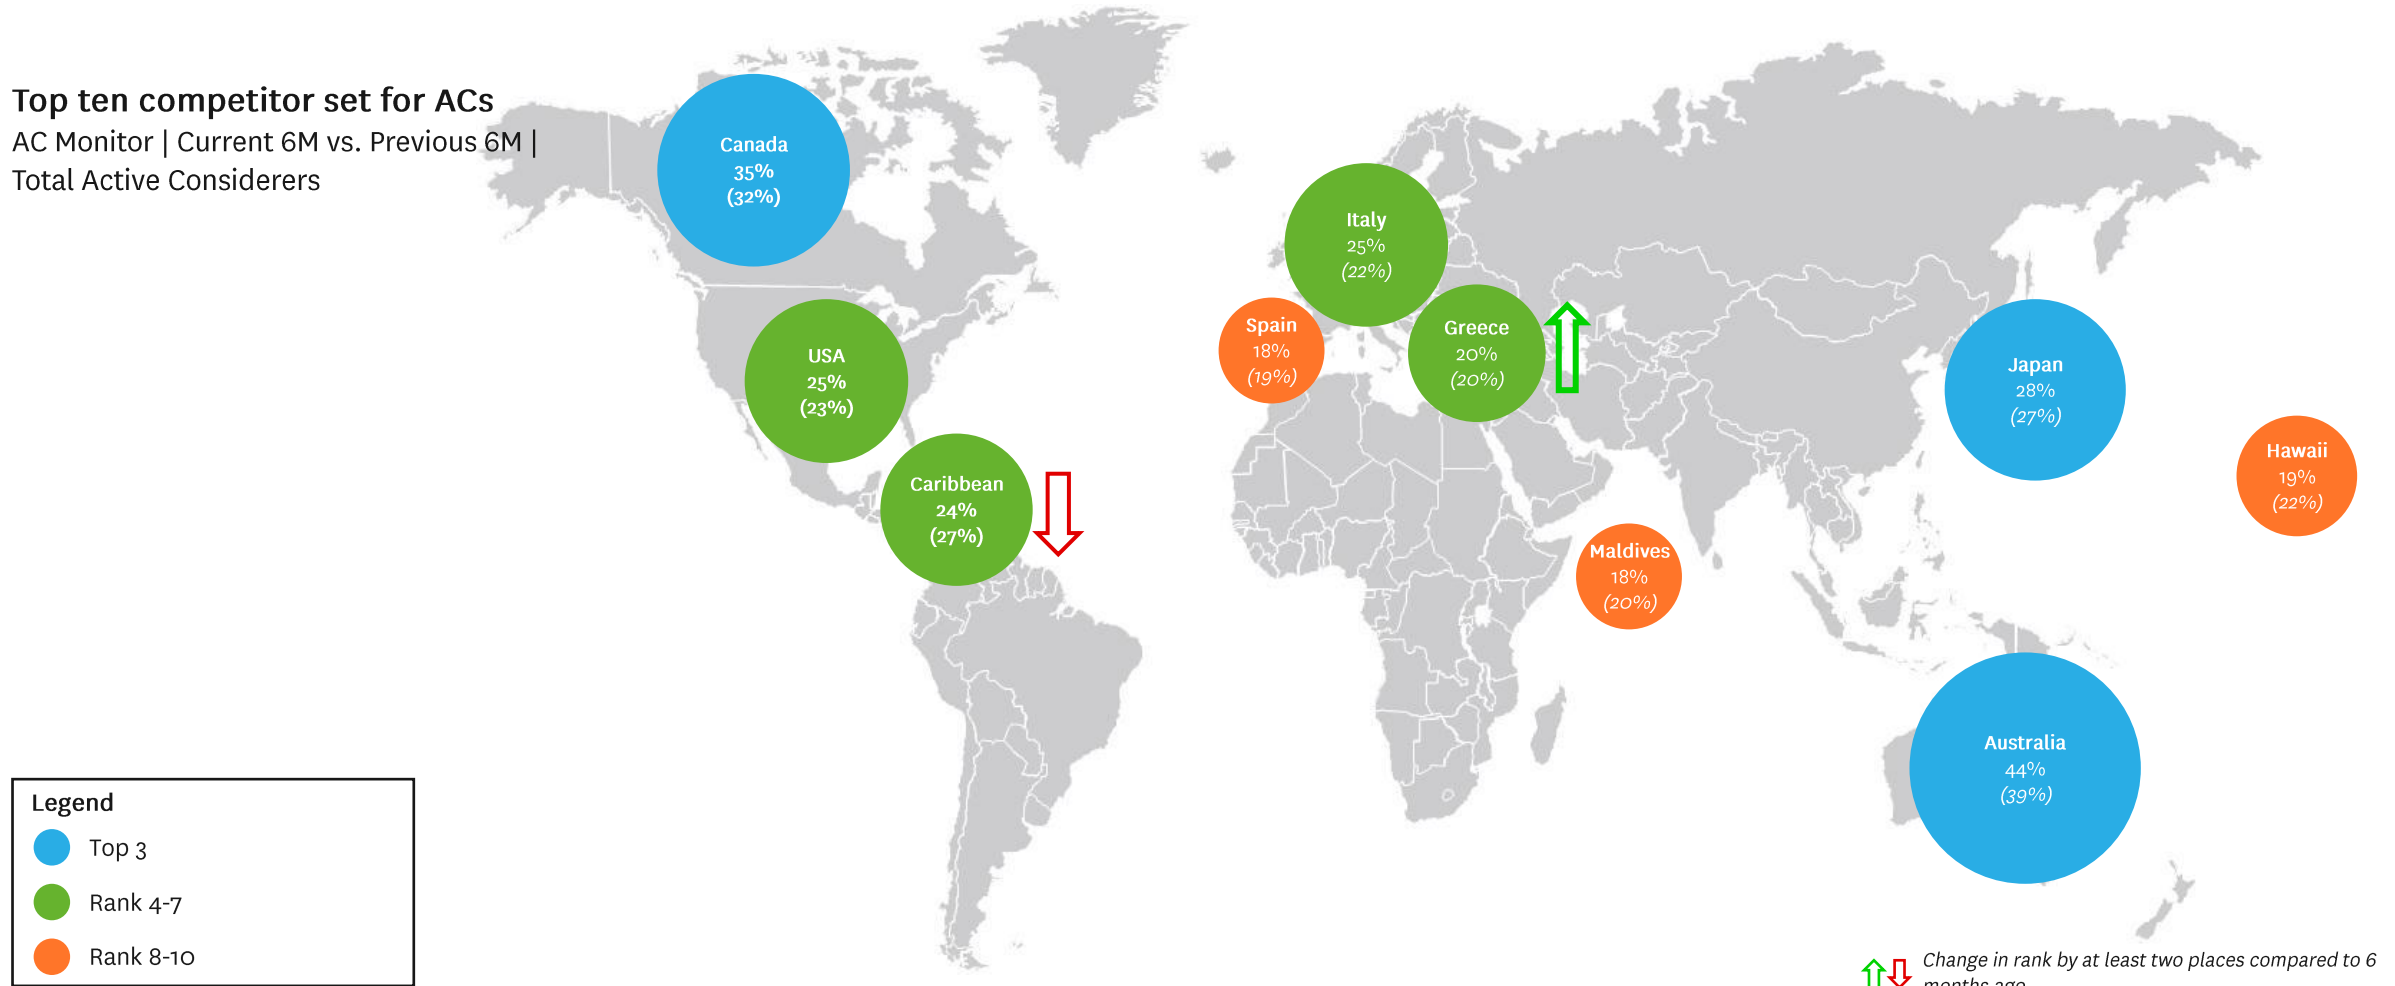 Top ten competitor set for ACs
AC Monitor | Current 6M vs. Previous 6M |
Total Active Considerers
Canada
35%
(32%)
USA
25%
(23%)
Caribbean
24%
(27%)
Italy
25%
(22%)
Spain
18%
(19%)
Greece
20%
(20%)
Japan
28%
(27%)
Hawaii
19%
(22%)
Maldives
18%
(20%)
Australia
44%
(39%)
Legend
Top 3
Rank 4-7
Rank 8-10
Change in rank by at least two places compared to 6
months ago